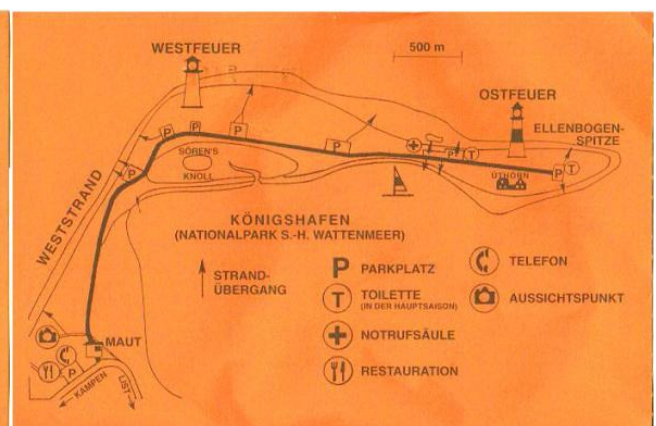 WESTFEUER
500 m
OSTFEUER
ELLENBOGEN-
SPITZE
P
P
P
P
P
T
SÖREN'S
KNOLL
P
ÜTHÖRN
P
T
WESTSTRAND
KÖNIGSHAFEN
(NATIONALPARK S.-H. WATTENMEER)
STRAND-
ÜBERGANG
P PARKPLATZ
TELEFON
T TOILETTE
(IN DER HAUPTSAISON)
AUSSICHTSPUNKT
NOTRUFSÄULE
RESTAURATION
MAUT
P
KAMPEN
LIST